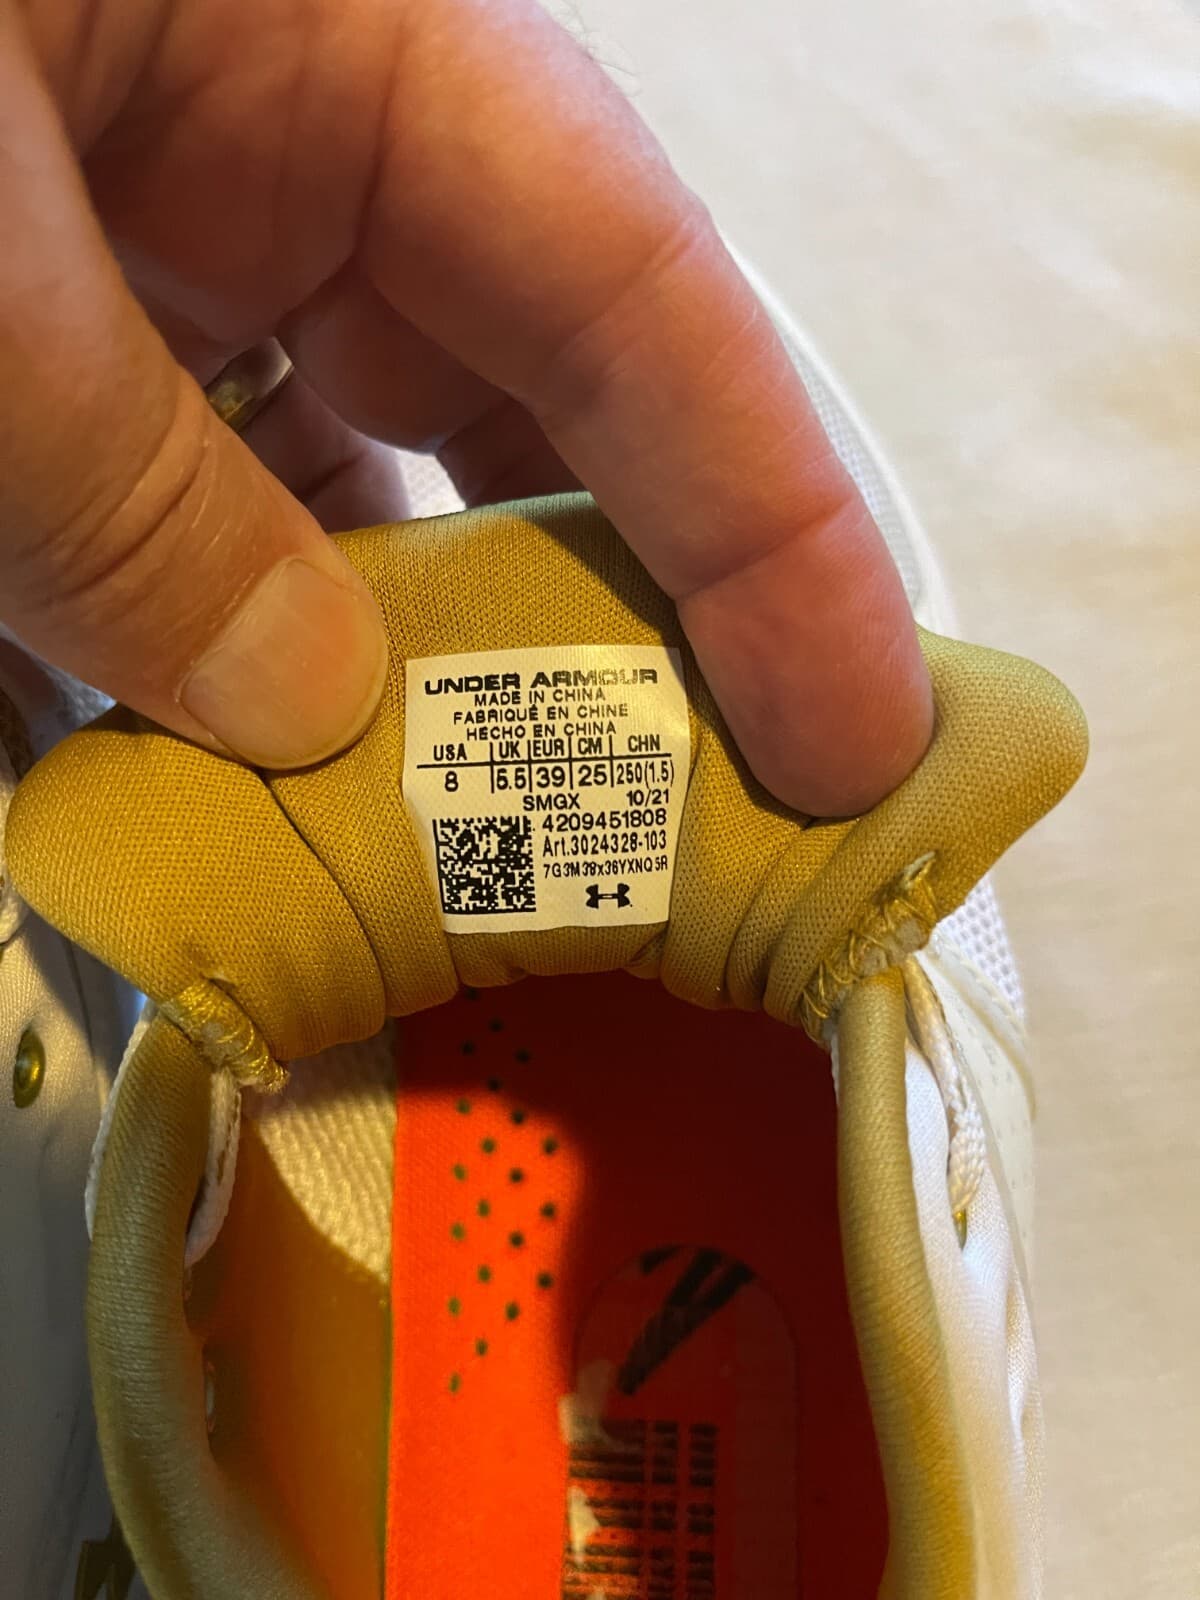 UNDER ARMOUR
MADE IN CHINA
FABRIQUÉ EN CHINE
HECHO EN CHINA
USA UK EUR CM CHN
8 5.5 39 25 250(1.5)
SMGX 10/21
4209451808
Art.3024328-103
7G3M38x36YXNQ5R